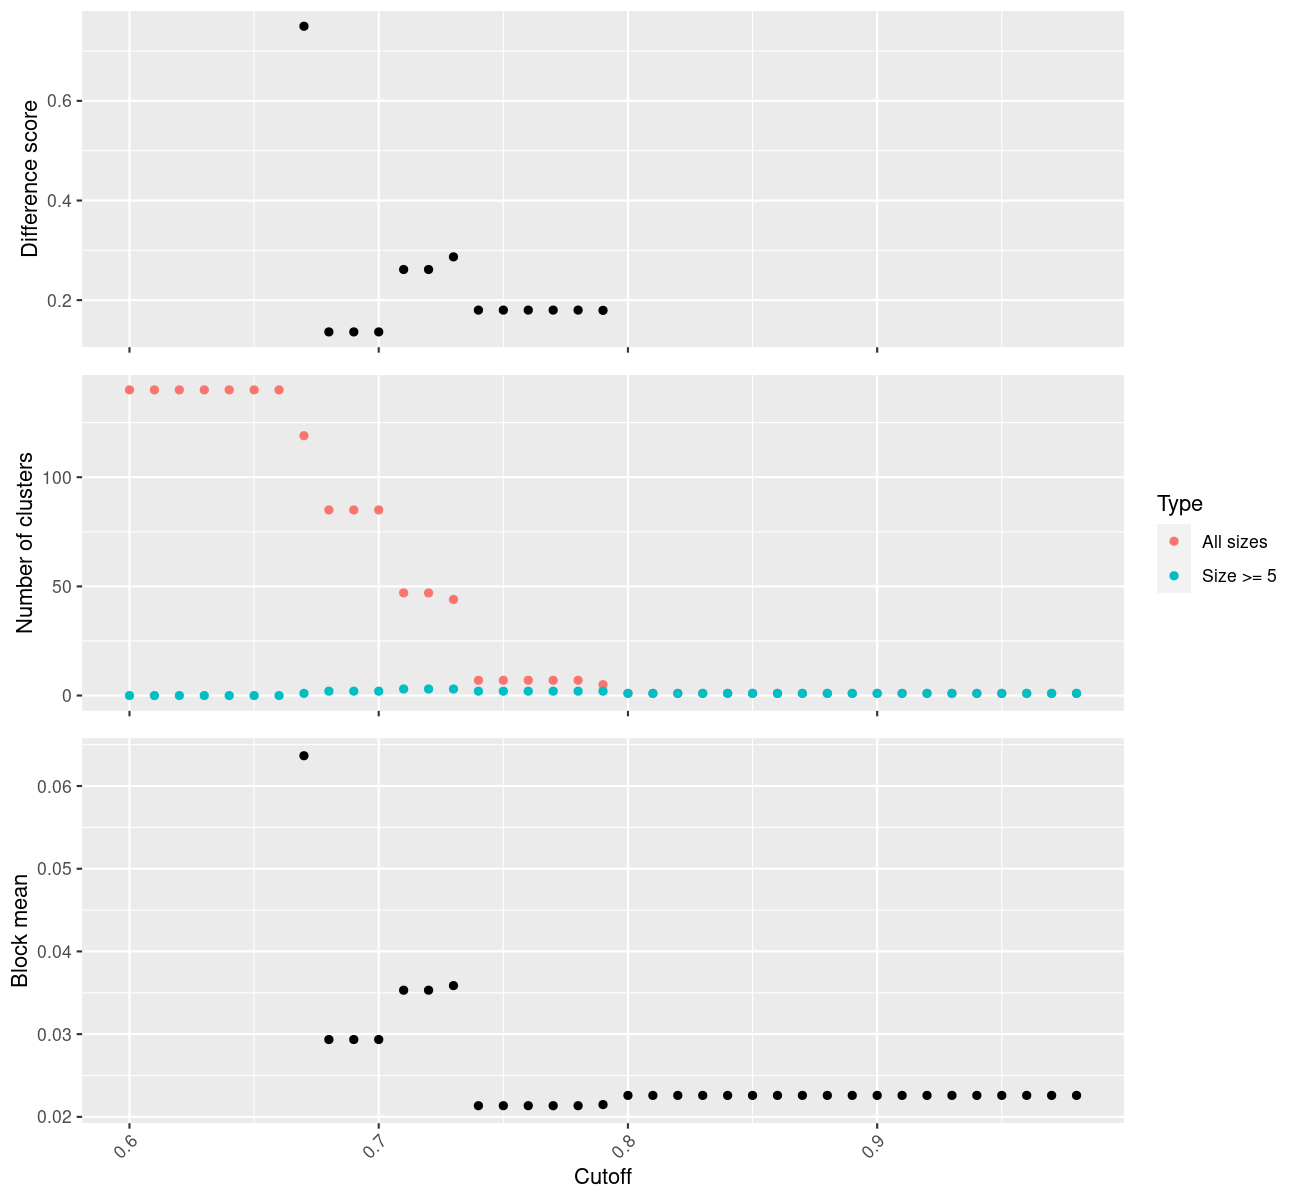 Difference score
0.6
0.4
0.2
Number of clusters
100
50
0
Type
All sizes
Size >= 5
Block mean
0.06
0.05
0.04
0.03
0.02
0.6
0.7
0.8
0.9
Cutoff